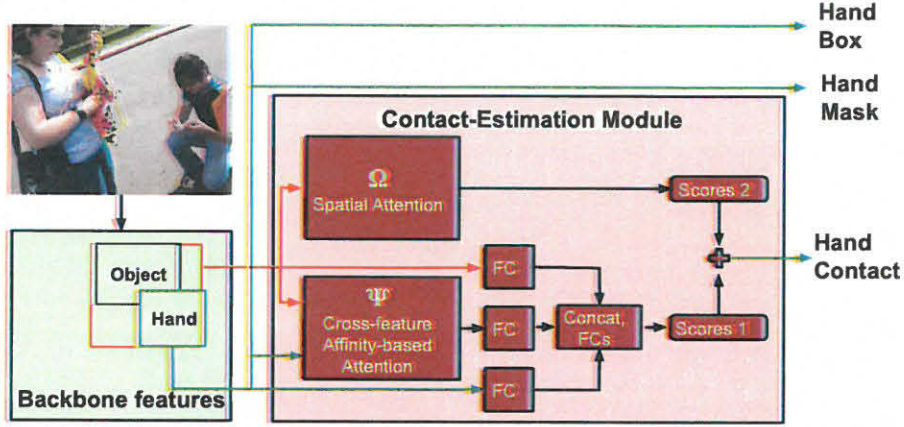 Hand
Box
Hand
Mask
Contact-Estimation Module
Ω
Spatial Attention
Scores 2
Object
Hand
Backbone features
FC
Ψ
Cross-feature
Affinity-based
Attention
FC
Concat,
FCs
Scores 1
FC
Hand
Contact